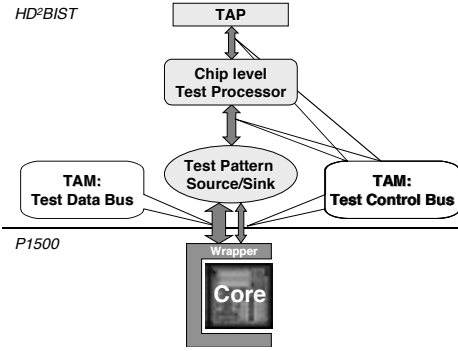 HD²BIST
TAP
Chip level
Test Processor
Test Pattern
Source/Sink
TAM:
Test Data Bus
TAM:
Test Control Bus
P1500
Wrapper
Core